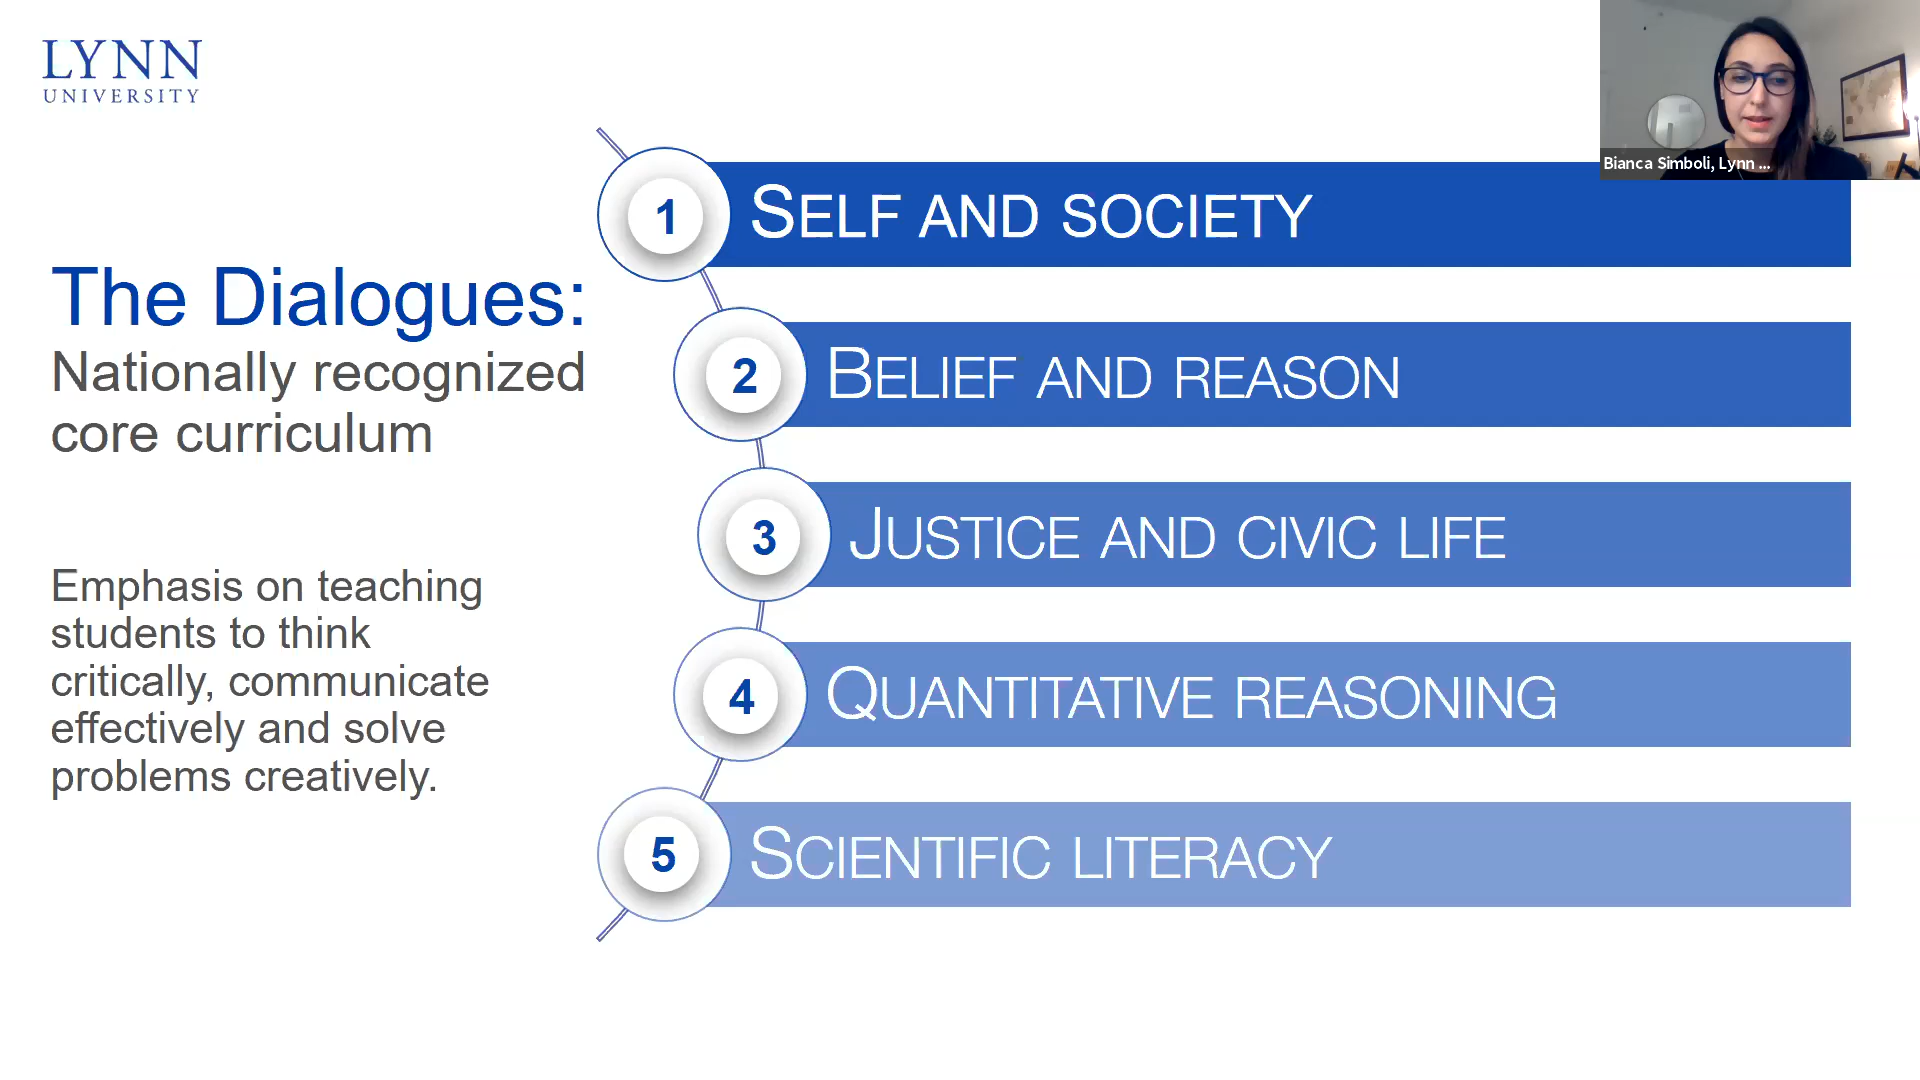 LYNN
UNIVERSITY
Bianca Simboli, Lynn ...
The Dialogues:
Nationally recognized
core curriculum
Emphasis on teaching
students to think
critically, communicate
effectively and solve
problems creatively.
1 SELF AND SOCIETY
2 BELIEF AND REASON
3 JUSTICE AND CIVIC LIFE
4 QUANTITATIVE REASONING
5 SCIENTIFIC LITERACY